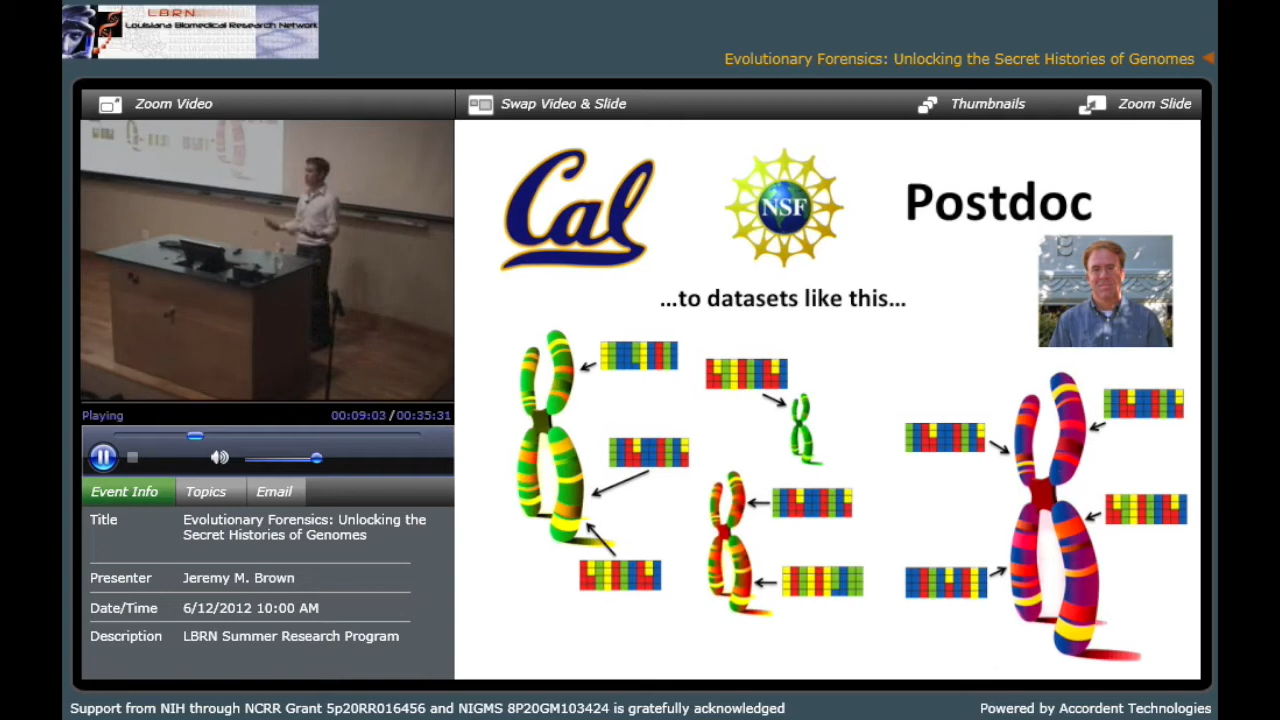 LBRN
Louisiana Biomedical Research Network
Evolutionary Forensics: Unlocking the Secret Histories of Genomes
Zoom Video
Swap Video & Slide
Thumbnails
Zoom Slide
Cal
NSF
Postdoc
...to datasets like this...
Playing
00:09:03 / 00:35:31
Event Info
Topics
Email
Title
Evolutionary Forensics: Unlocking the
Secret Histories of Genomes
Presenter
Jeremy M. Brown
Date/Time
6/12/2012 10:00 AM
Description
LBRN Summer Research Program
Support from NIH through NCRR Grant 5p20RR016456 and NIGMS 8P20GM103424 is gratefully acknowledged
Powered by Accordent Technologies